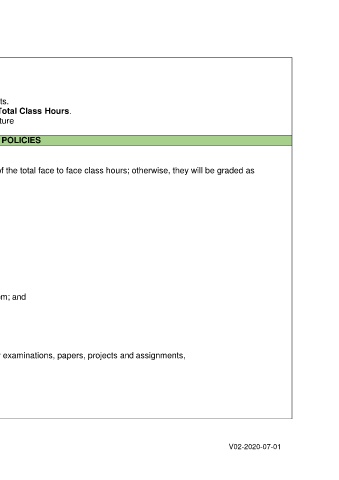 ts.
Total Class Hours.
ture
POLICIES
of the total face to face class hours; otherwise, they will be graded as
m; and
examinations, papers, projects and assignments,
V02-2020-07-01